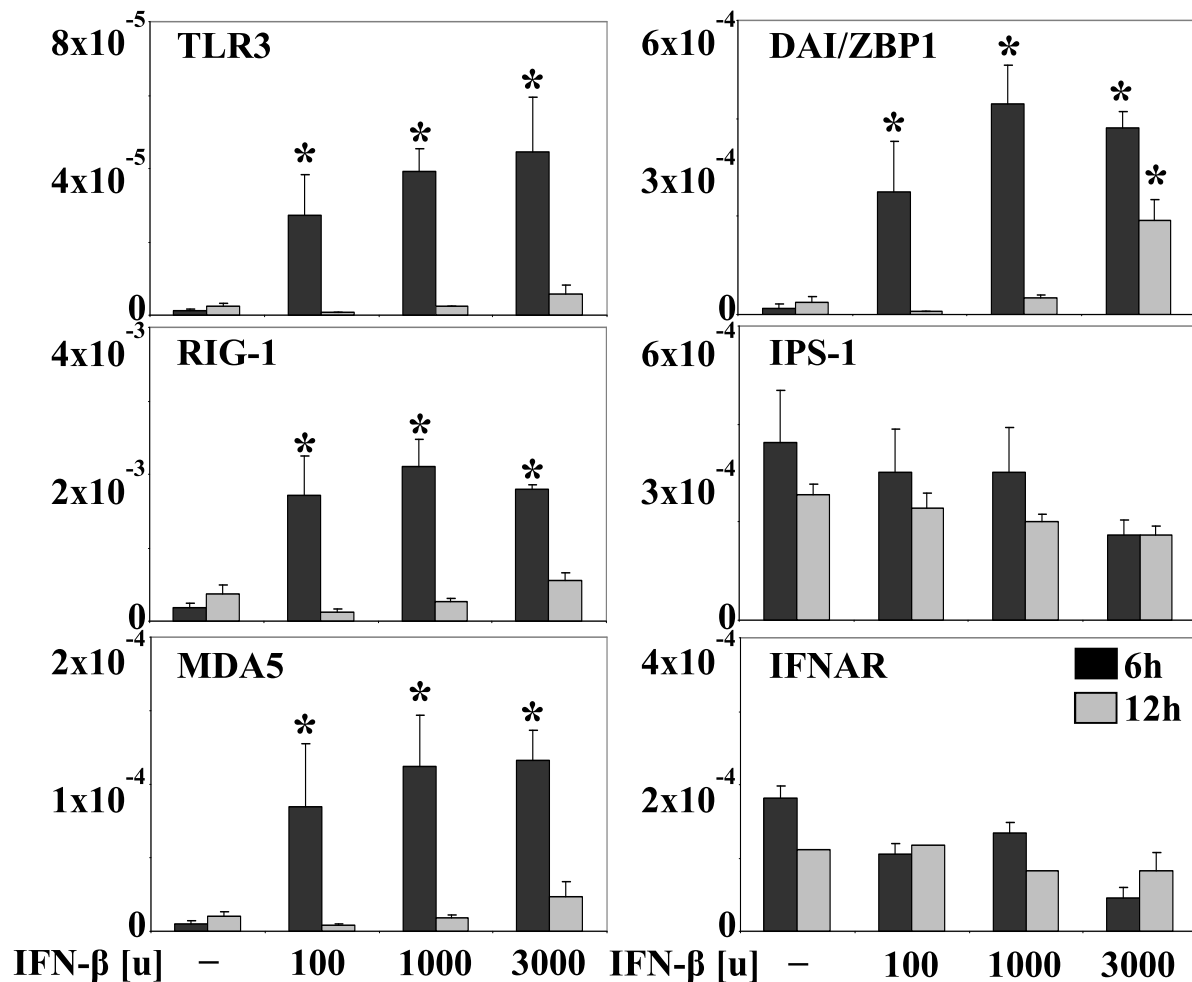 8x10-5
TLR3
*
*
*
4x10-5
0
6x10-4
DAI/ZBP1
*
*
*
*
3x10-4
0
4x10-3
RIG-1
*
*
*
2x10-3
0
6x10-4
IPS-1
3x10-4
0
2x10-4
MDA5
*
*
*
1x10-4
0
4x10-4
IFNAR
6h
12h
2x10-4
0
IFN-β [u] – 100 1000 3000
IFN-β [u] – 100 1000 3000